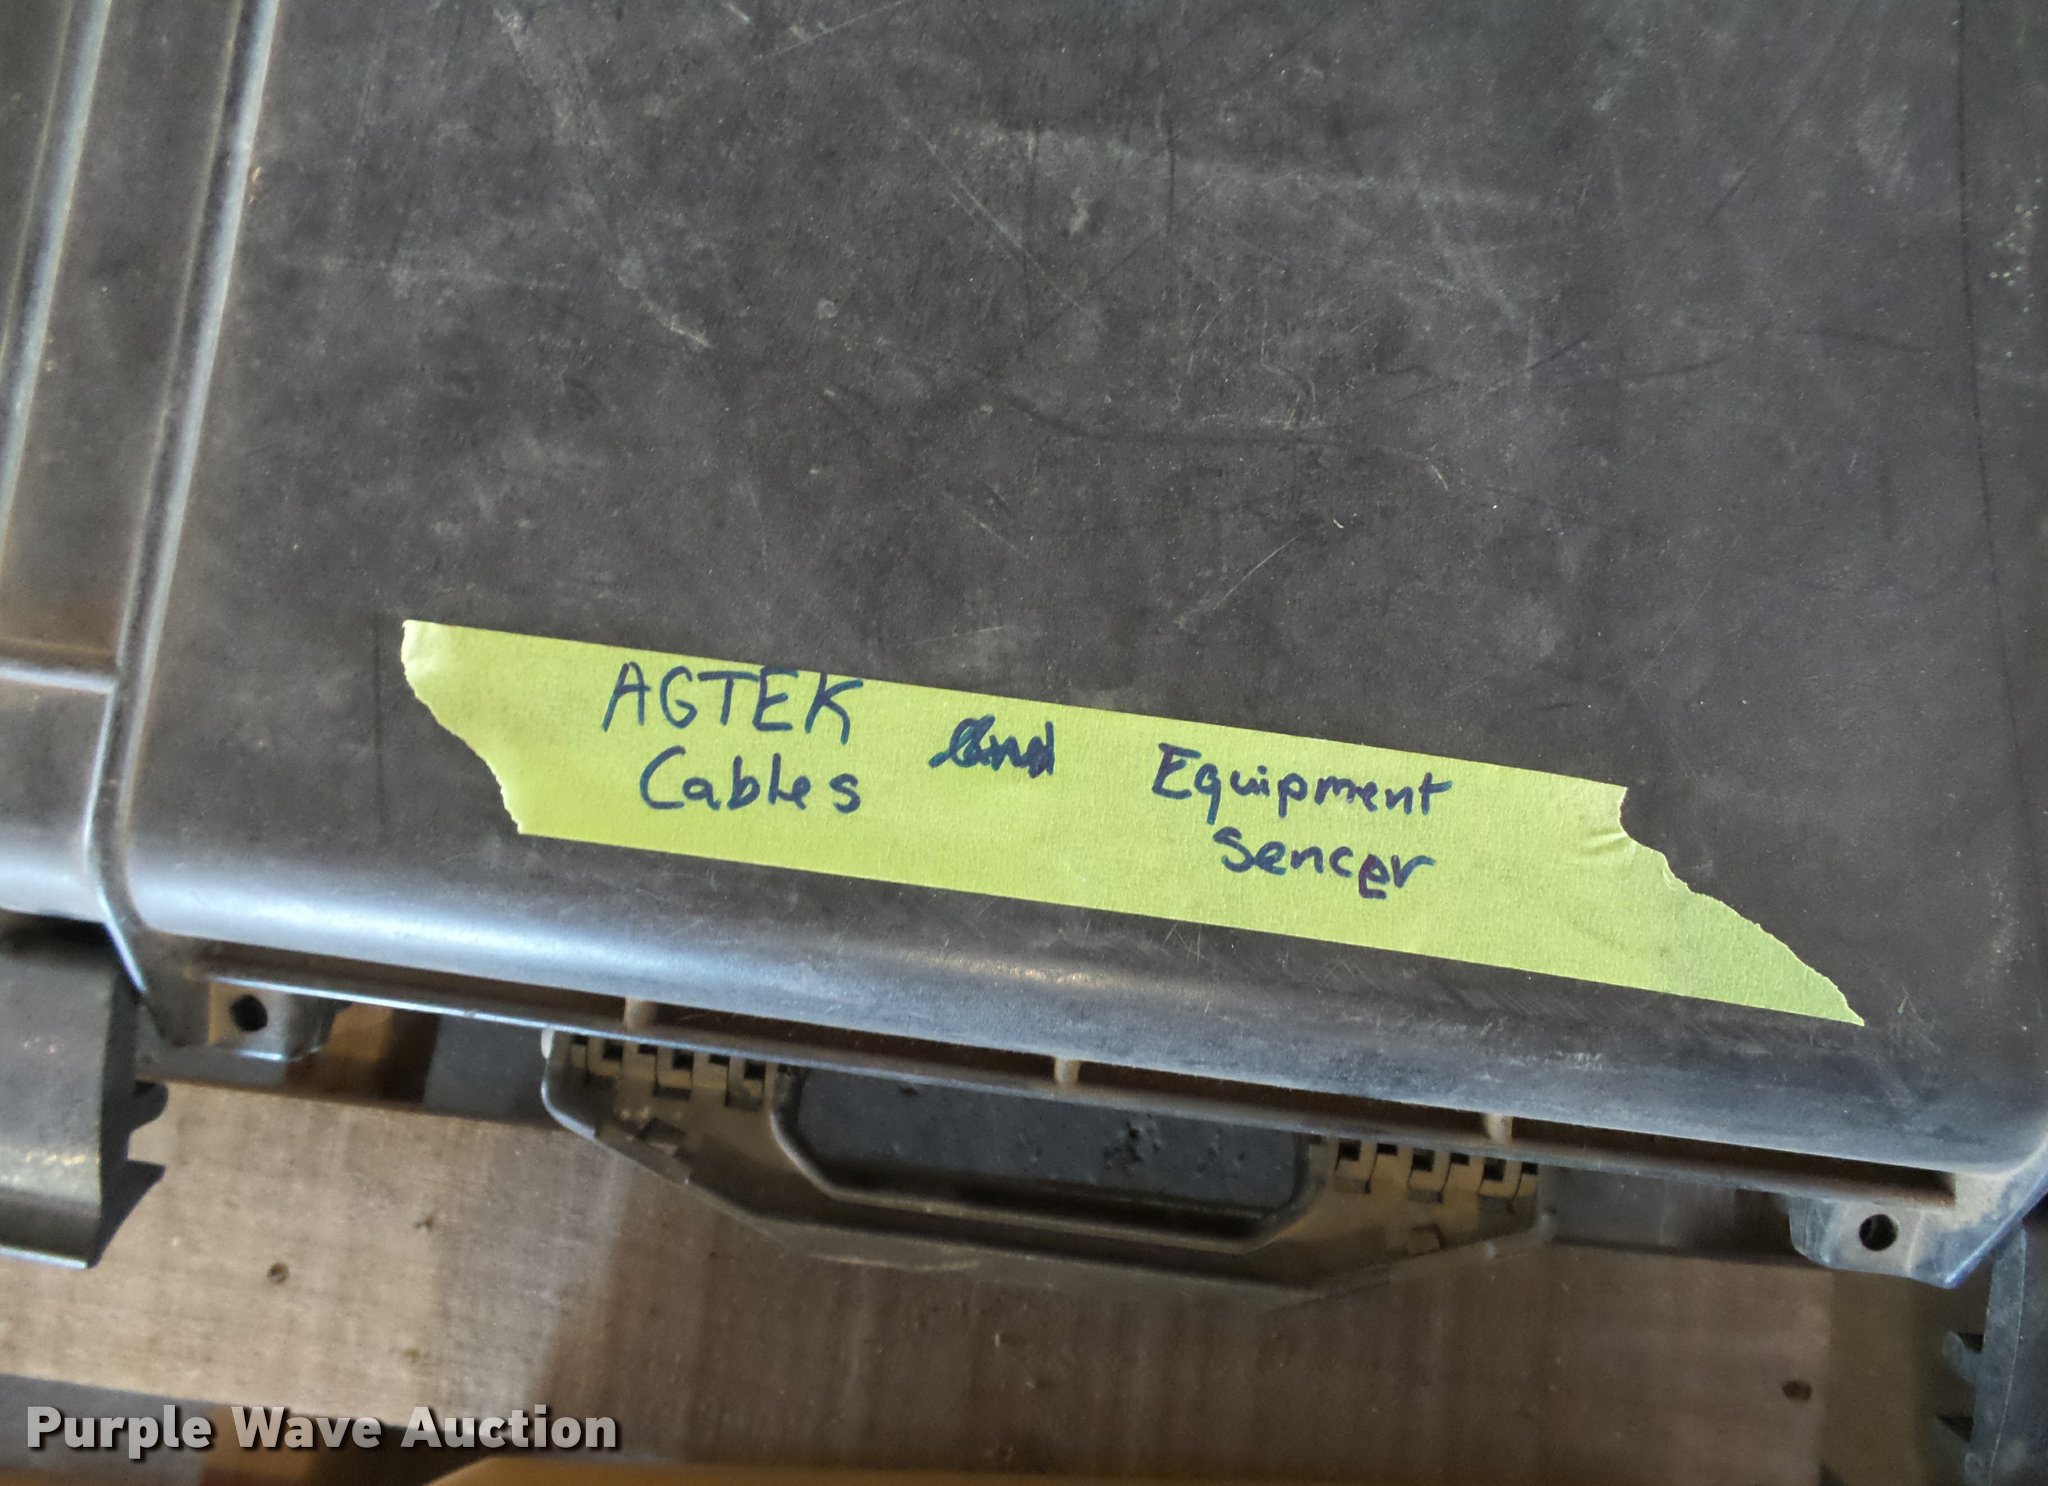 AGTEK and Equipment
Cables sencer
Purple Wave Auction